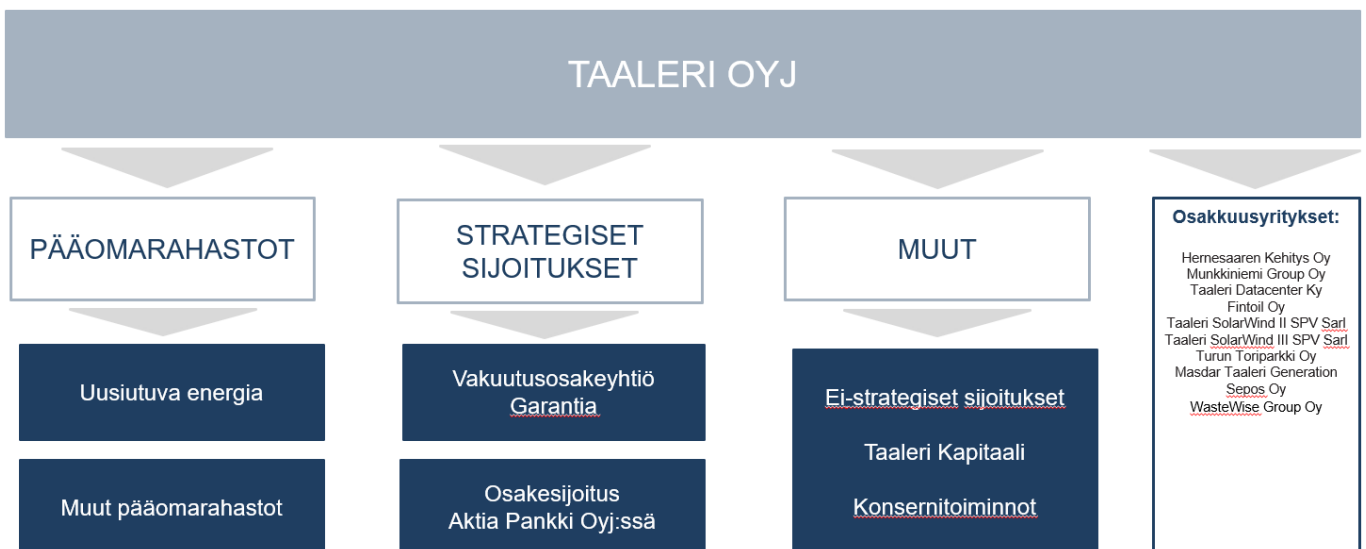 TAALERI OYJ
PÄÄOMARAHASTOT
Uusiutuva energia
Muut pääomarahastot
STRATEGISET
SIJOITUKSET
Vakuutusosakeyhtiö
Garantia
Osakesijoitus
Aktia Pankki Oyj:ssä
MUUT
Ei-strategiset sijoitukset
Taaleri Kapitaali
Konsernitoiminnot
Osakkuusyritykset:
Hernesaaren Kehitys Oy
Munkkiniemi Group Oy
Taaleri Datacenter Ky
Fintoil Oy
Taaleri SolarWind II SPV Sarl
Taaleri SolarWind III SPV Sarl
Turun Toriparkki Oy
Masdar Taaleri Generation
Sepos Oy
WasteWise Group Oy